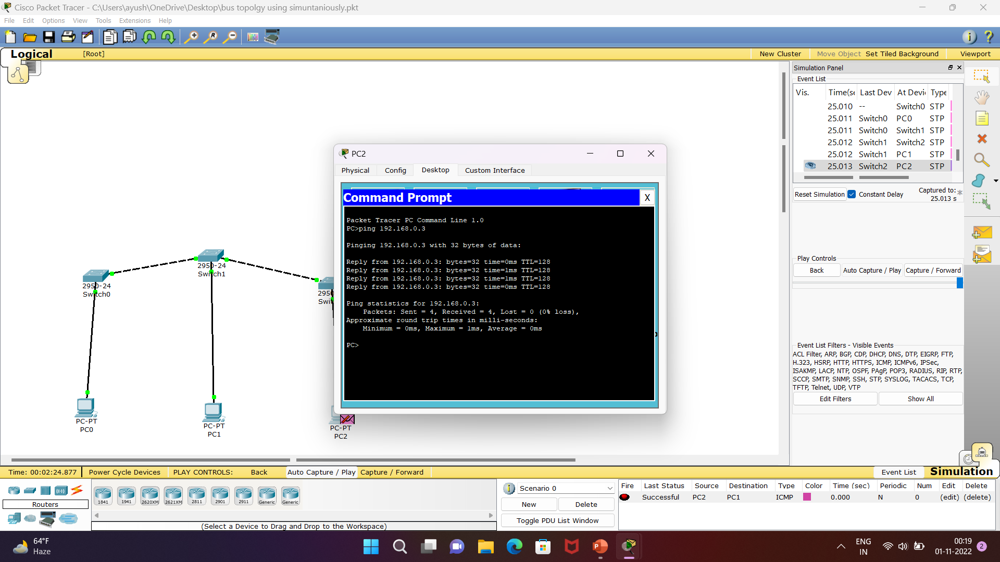 Cisco Packet Tracer - C:\Users\ayush\OneDrive\Desktop\bus topolgy using simuntaniously.pkt
File Edit Options View Tools Extensions Help
Logical [Root] New Cluster Move Object Set Tiled Background Viewport
Simulation Panel
Event List
Vis. Time(se Last Dev At Devi Type
25.010 -- Switch0 STP
25.011 Switch0 PC0 STP
25.011 Switch0 Switch1 STP
25.012 Switch1 Switch2 STP
25.012 Switch1 PC1 STP
25.013 Switch2 PC2 STP
Reset Simulation Constant Delay Captured to: 25.013 s
Play Controls
Back Auto Capture / Play Capture / Forward
Event List Filters - Visible Events
ACL Filter, ARP, BGP, CDP, DHCP, DNS, DTP, EIGRP, FTP,
H.323, HSRP, HTTP, HTTPS, ICMP, ICMPv6, IPSec,
ISAKMP, LACP, NTP, OSPF, PAgP, POP3, RADIUS, RIP, RTP,
SCCP, SMTP, SNMP, SSH, STP, SYSLOG, TACACS, TCP,
TFTP, Telnet, UDP, VTP
Edit Filters Show All
PC2
Physical Config Desktop Custom Interface
Command Prompt X
Packet Tracer PC Command Line 1.0
PC>ping 192.168.0.3
Pinging 192.168.0.3 with 32 bytes of data:
Reply from 192.168.0.3: bytes=32 time=0ms TTL=128
Reply from 192.168.0.3: bytes=32 time=1ms TTL=128
Reply from 192.168.0.3: bytes=32 time=1ms TTL=128
Reply from 192.168.0.3: bytes=32 time=0ms TTL=128
Ping statistics for 192.168.0.3:
Packets: Sent = 4, Received = 4, Lost = 0 (0% loss),
Approximate round trip times in milli-seconds:
Minimum = 0ms, Maximum = 1ms, Average = 0ms
PC>
2950-24
Switch1
2950-24
Switch0
2950
Swit
PC-PT
PC0
PC-PT
PC1
PC-PT
PC2
Time: 00:02:24.877 Power Cycle Devices PLAY CONTROLS: Back Auto Capture / Play Capture / Forward Event List Simulation
Routers
1841 1941 2620XM 2621XM 2811 2901 2911 Generic Generic
(Select a Device to Drag and Drop to the Workspace)
Scenario 0
New Delete
Toggle PDU List Window
Fire Last Status Source Destination Type Color Time (sec) Periodic Num Edit Delete
Successful PC2 PC1 ICMP 0.000 N 0 (edit) (delete)
64°F
Haze
ENG
IN
00:19
01-11-2022
2